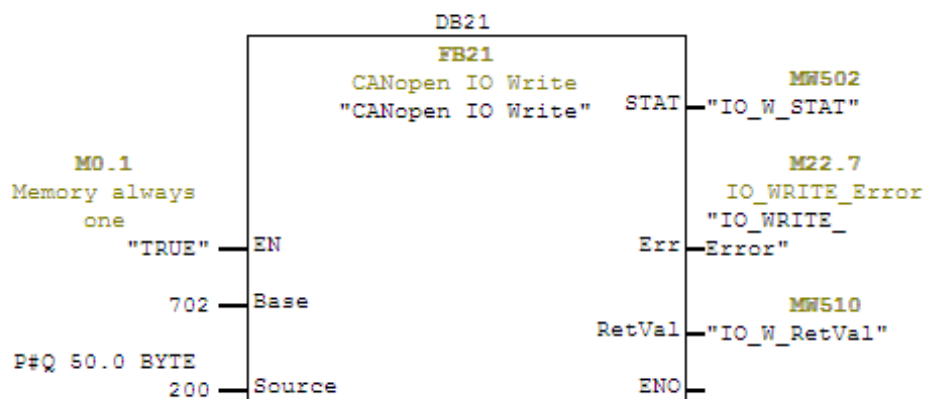 DB21
FB21
CANopen IO Write
"CANopen IO Write"
MW502
STAT
"IO_W_STAT"
M0.1
Memory always
one
"TRUE"
EN
M22.7
IO_WRITE_Error
"IO_WRITE_
Err
Error"
702
Base
MW510
RetVal
"IO_W_RetVal"
P#Q 50.0 BYTE
200
Source
ENO